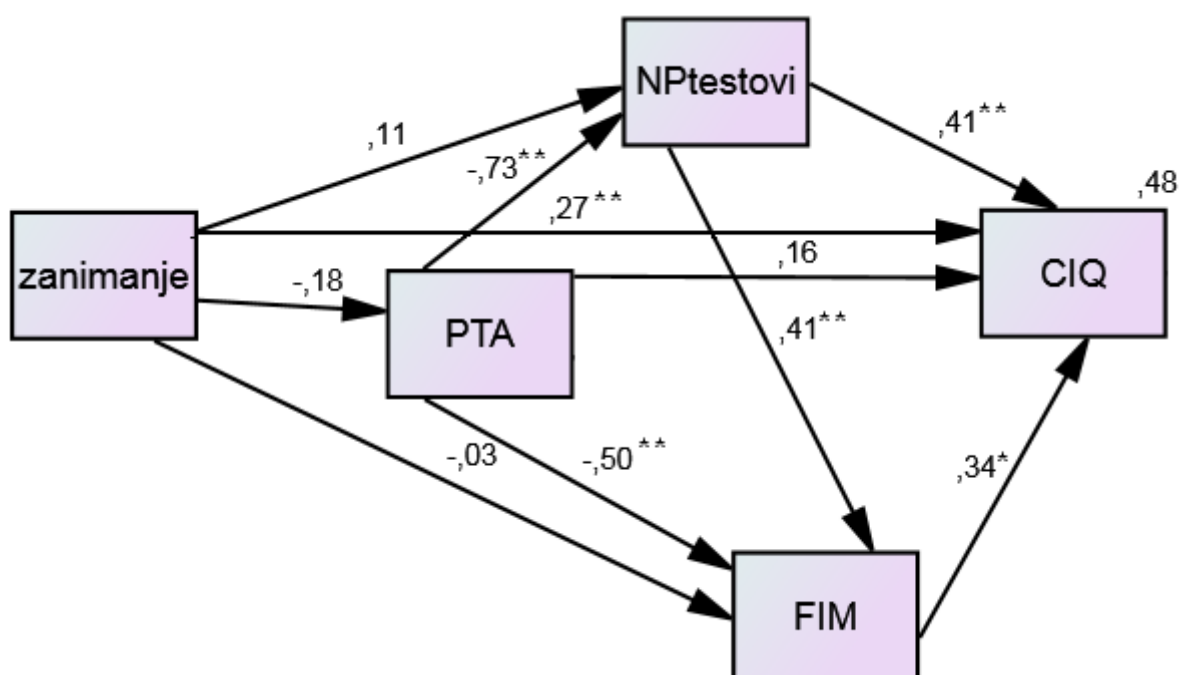 NPtestovi
,11
,41**
-,73**
,48
,27**
zanimanje
,16
CIQ
-,18
PTA
,41**
-,03
-,50**
,34*
FIM